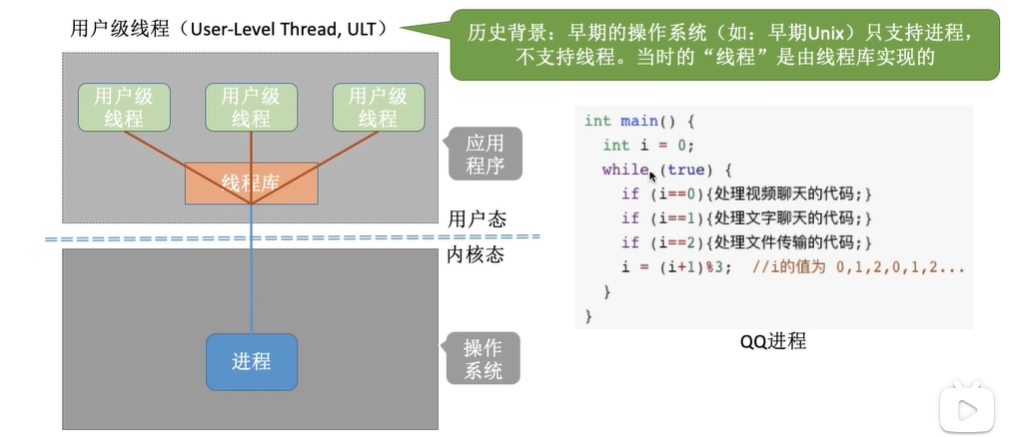 用户级线程（User-Level Thread, ULT）
历史背景：早期的操作系统（如：早期Unix）只支持进程，
不支持线程。当时的“线程”是由线程库实现的
用户级
线程
用户级
线程
用户级
线程
线程库
应用
程序
用户态
内核态
进程
操作
系统
int main() {
int i = 0;
while (true) {
if (i==0){处理视频聊天的代码;}
if (i==1){处理文字聊天的代码;}
if (i==2){处理文件传输的代码;}
i = (i+1)%3; //i的值为 0,1,2,0,1,2...
}
}
QQ进程